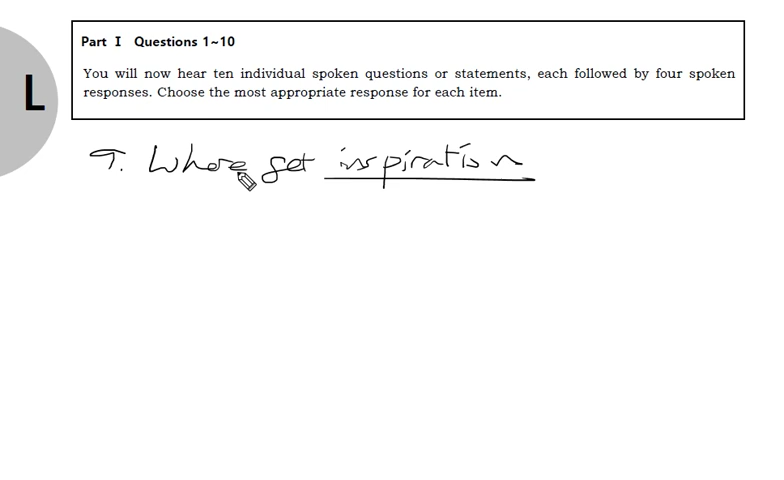 L
Part I Questions 1~10
You will now hear ten individual spoken questions or statements, each followed by four spoken
responses. Choose the most appropriate response for each item.
9. Where get inspiration